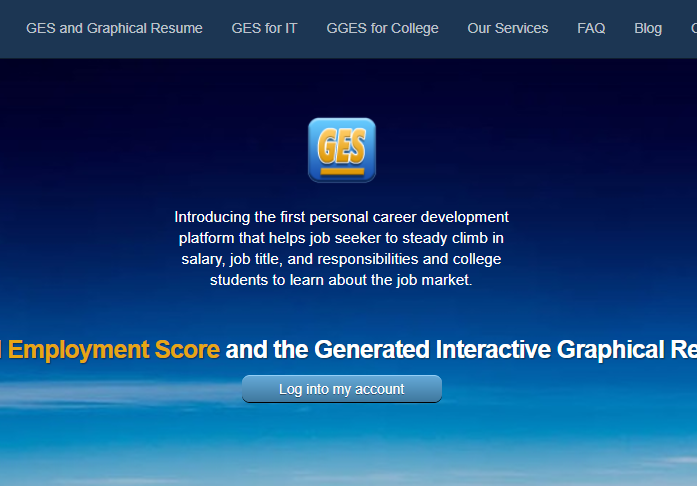 GES and Graphical Resume GES for IT GGES for College Our Services FAQ Blog
GES
Introducing the first personal career development
platform that helps job seeker to steady climb in
salary, job title, and responsibilities and college
students to learn about the job market.
Employment Score and the Generated Interactive Graphical Re
Log into my account